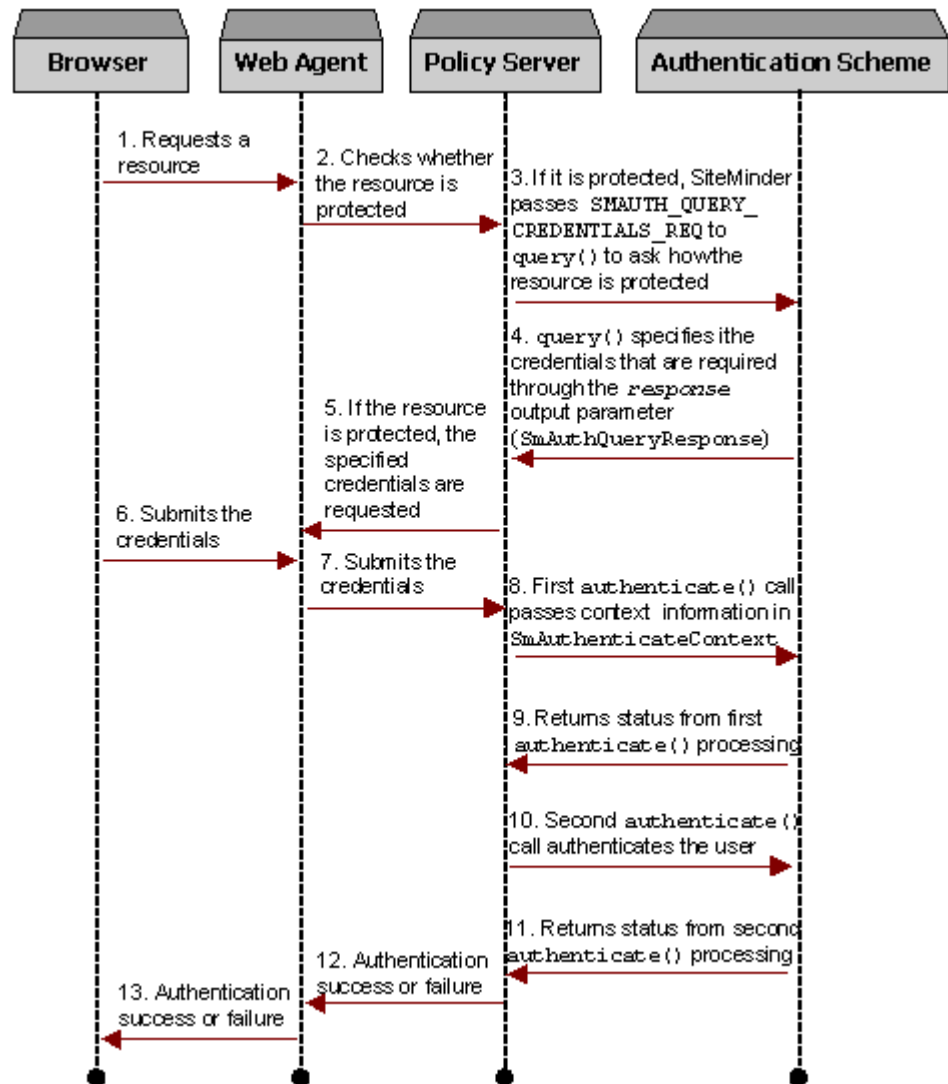 Browser
Web Agent
Policy Server
Authentication Scheme
1. Requests a
resource
2. Checks whether
the resource is
protected
3. If it is protected, SiteMinder
passes SMAUTH_QUERY_
CREDENTIALS_REQ to
query() to ask how the
resource is protected
4. query() specifies ithe
credentials that are required
through the response
output parameter
(SmAuthQueryResponse)
5. If the resource
is protected, the
specified
credentials are
requested
6. Submits the
credentials
7. Submits the
credentials
8. First authenticate() call
passes context information in
SmAuthenticateContext
9. Returns status from first
authenticate() processing
10. Second authenticate()
call authenticates the user
11. Returns status from second
authenticate() processing
12. Authentication
success or failure
13. Authentication
success or failure